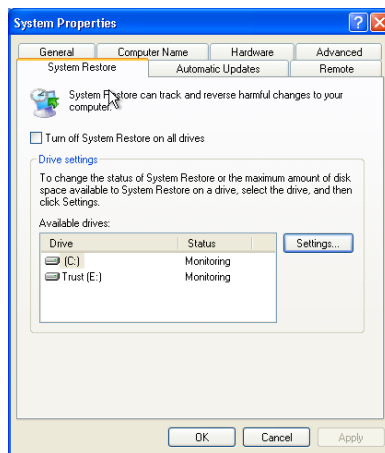 System Properties
General Computer Name Hardware Advanced
System Restore Automatic Updates Remote
System Restore can track and reverse harmful changes to your
computer.
Turn off System Restore on all drives
Drive settings
To change the status of System Restore or the maximum amount of disk
space available to System Restore on a drive, select the drive, and then
click Settings.
Available drives:
Drive Status
(C:) Monitoring
Trust (E:) Monitoring
Settings...
OK Cancel Apply